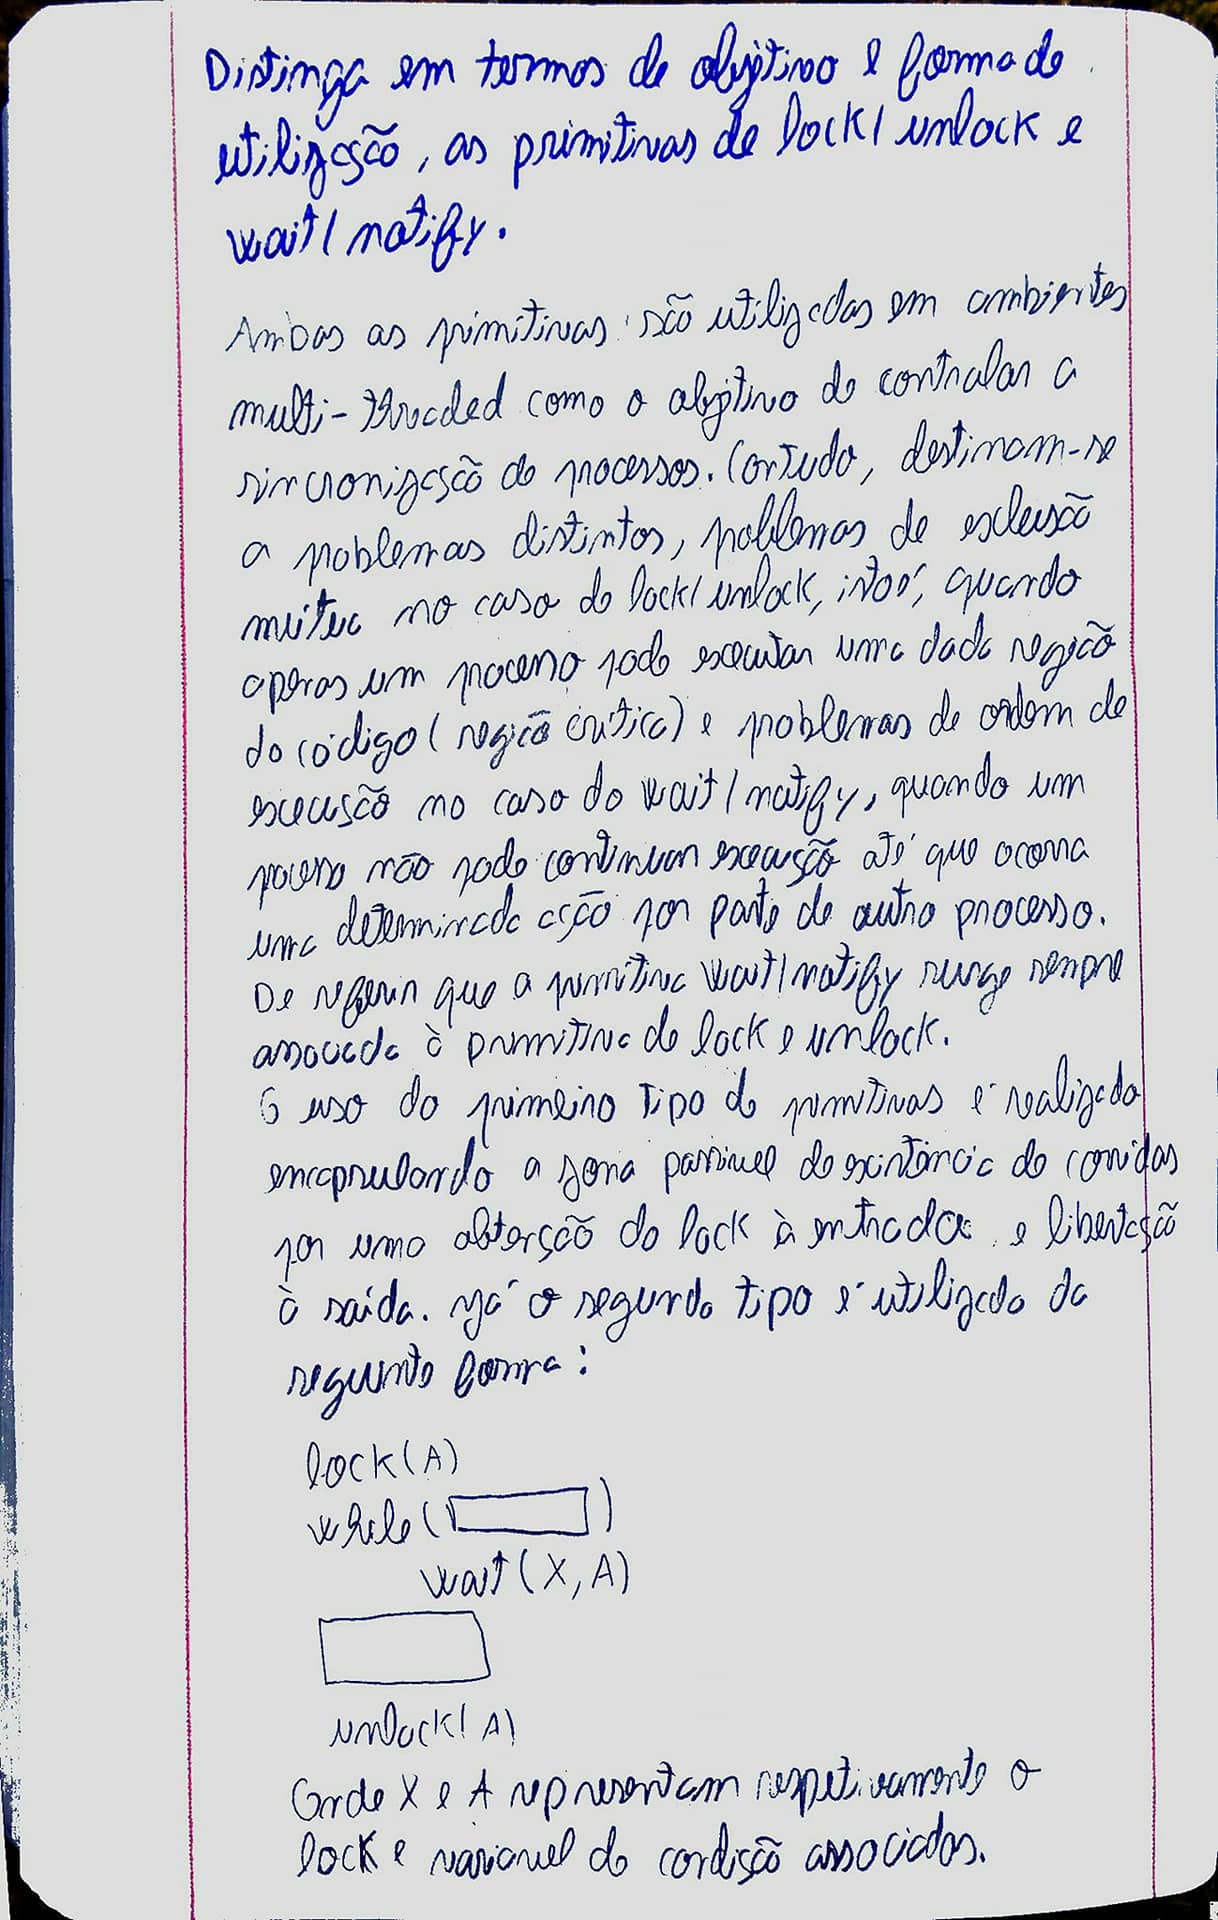 Distinga em termos de objetivo e forma de
utilização, as primitivas de lock/unlock e
wait/notify.
Ambas as primitivas são utilizadas em ambientes
multi-threaded como o objetivo de controlar a
sincronização de processos. Contudo, destinam-se
a problemas distintos, problemas de exclusão
mútua no caso do lock/unlock, isto é, quando
apenas um processo pode executar uma dada região
do código (região crítica) e problemas de ordem de
execução no caso do wait/notify, quando um
processo não pode continuar execução até que ocorra
uma determinada ação por parte de outro processo.
De referir que a primitiva wait/notify surge sempre
associada à primitiva de lock e unlock.
O uso do primeiro tipo de primitivas é realizado
encapsulando a zona passível de existência de corridas
por uma obtenção do lock à entrada e libertação
à saída. Já o segundo tipo é utilizado da
seguinte forma:
lock(A)
while( )
wait(X, A)
unlock(A)
Onde X e A representam respetivamente o
lock e variavel de condição associados.